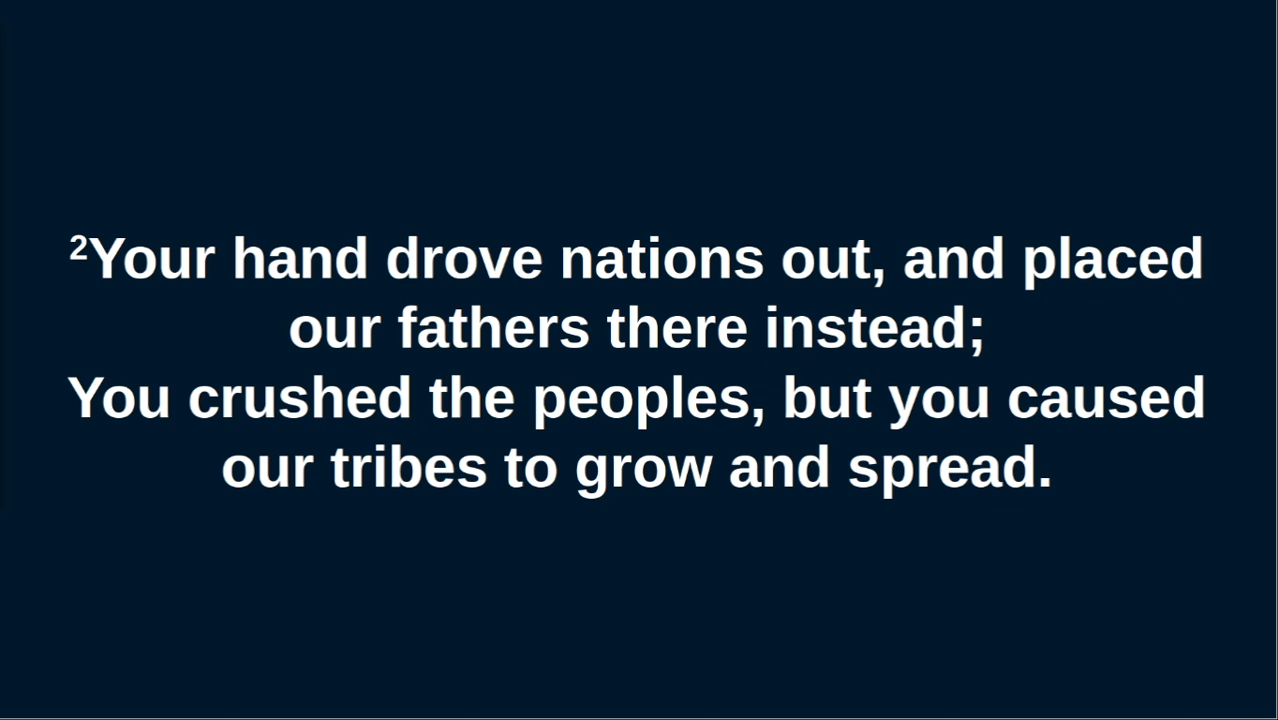 ²Your hand drove nations out, and placed
our fathers there instead;
You crushed the peoples, but you caused
our tribes to grow and spread.